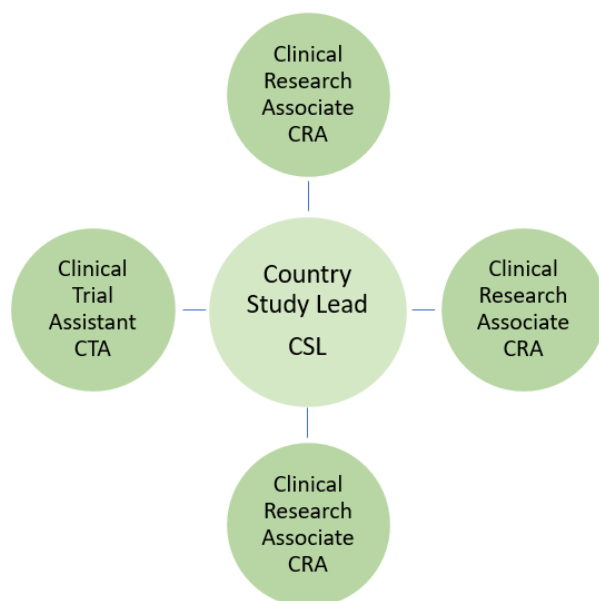 Clinical
Research
Associate
CRA
Clinical
Trial
Assistant
CTA
Country
Study Lead
CSL
Clinical
Research
Associate
CRA
Clinical
Research
Associate
CRA